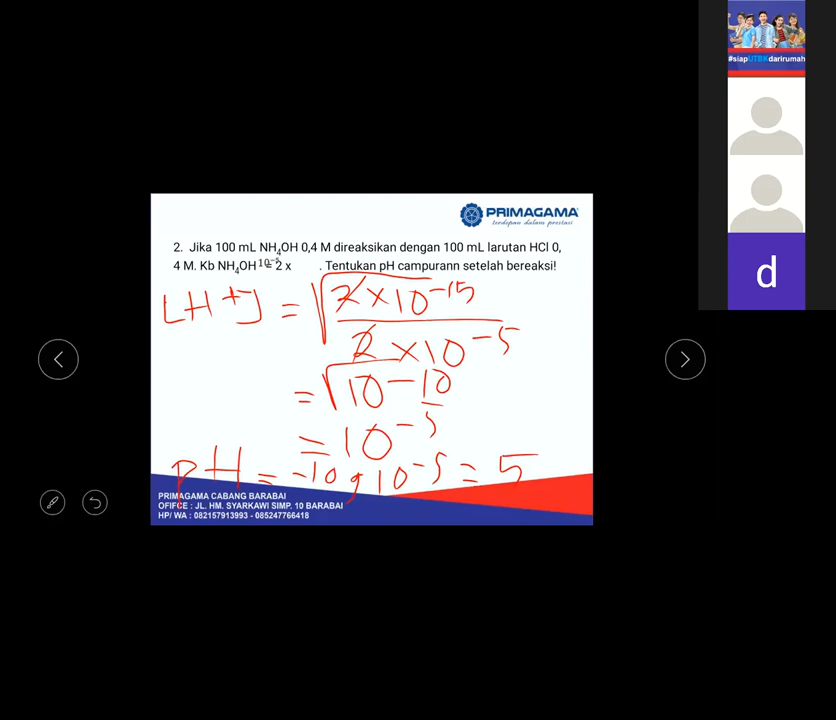 #siapUTBKdarirumah
PRIMAGAMA
terdepan dalam prestasi
2. Jika 100 mL NH4OH 0,4 M direaksikan dengan 100 mL larutan HCl 0,
4 M. Kb NH4OH = 2 x 10⁻⁵ . Tentukan pH campurann setelah bereaksi!
[H+] = √2 x 10⁻¹⁵
2 x 10⁻⁵
= √10⁻¹⁰
= 10⁻⁵
pH = -log 10⁻⁵ = 5
PRIMAGAMA CABANG BARABAI
OFIFCE : JL. HM. SYARKAWI SIMP. 10 BARABAI
HP/ WA : 082157913993 - 085247766418
d